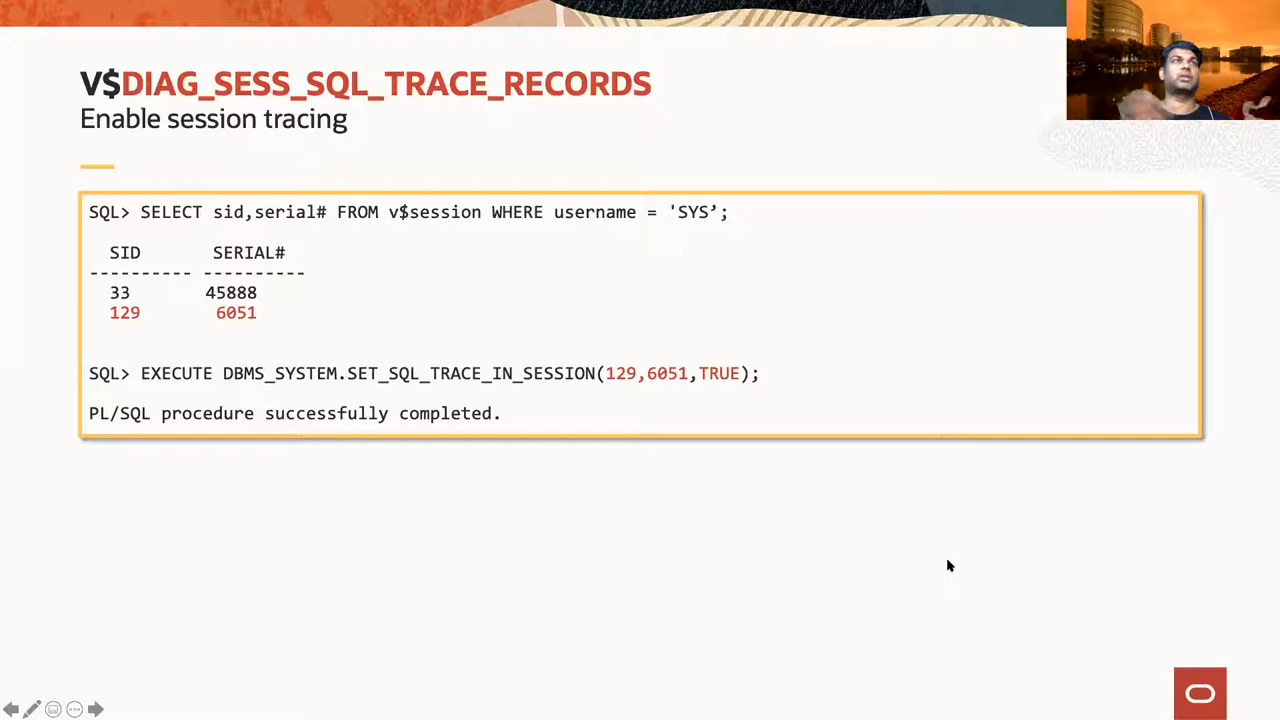 V$DIAG_SESS_SQL_TRACE_RECORDS
Enable session tracing
SQL> SELECT sid,serial# FROM v$session WHERE username = 'SYS’;
SID SERIAL#
---------- ----------
33 45888
129 6051
SQL> EXECUTE DBMS_SYSTEM.SET_SQL_TRACE_IN_SESSION(129,6051,TRUE);
PL/SQL procedure successfully completed.